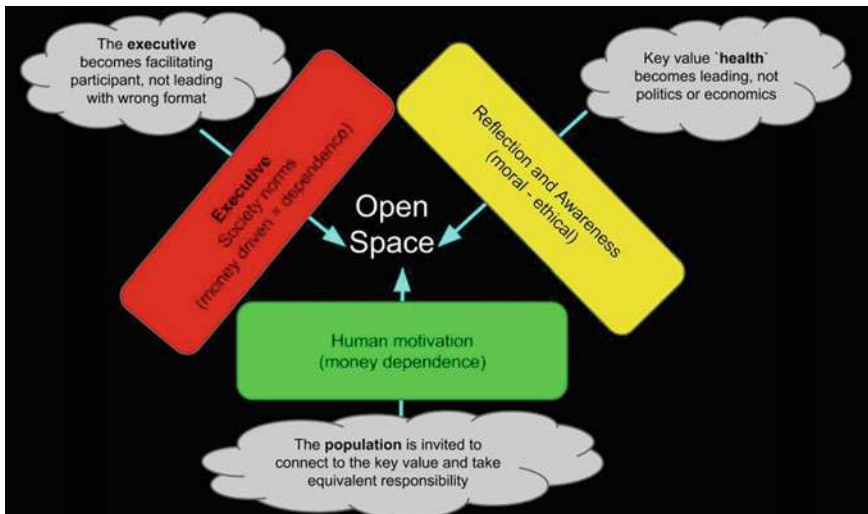 The executive
becomes facilitating
participant, not leading
with wrong format
Key value `health`
becomes leading, not
politics or economics
Executive
Society norms
(money driven = dependence)
Reflection and Awareness
(moral - ethical)
Open
Space
Human motivation
(money dependence)
The population is invited to
connect to the key value and take
equivalent responsibility